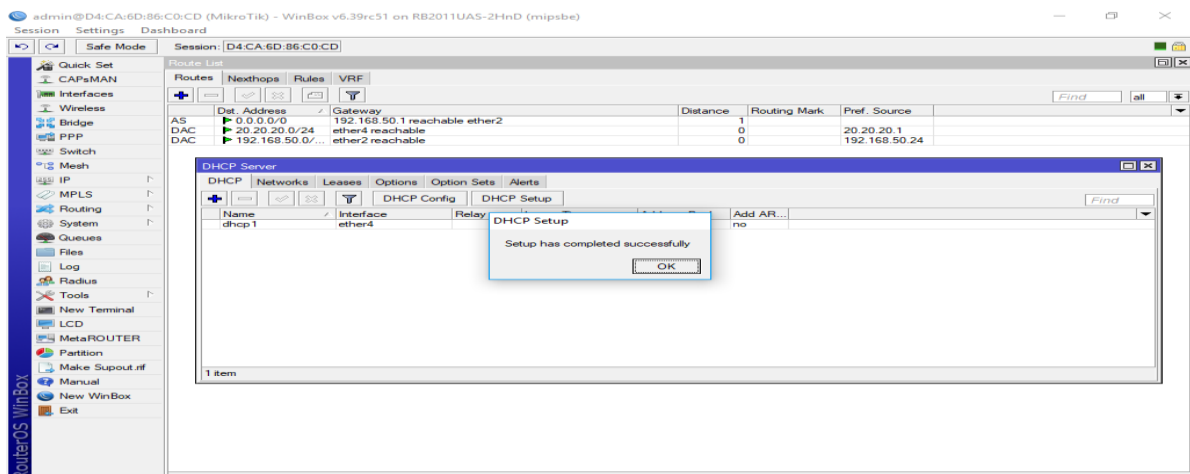 admin@D4:CA:6D:86:C0:CD (MikroTik) - WinBox v6.39rc51 on RB2011UAS-2HnD (mipsbe)
Session Settings Dashboard
Safe Mode Session: D4:CA:6D:86:C0:CD
Quick Set
CAPsMAN
Interfaces
Wireless
Bridge
PPP
Switch
Mesh
IP
MPLS
Routing
System
Queues
Files
Log
Radius
Tools
New Terminal
LCD
MetaROUTER
Partition
Make Supout.rif
Manual
New WinBox
Exit
RouterOS WinBox
Route List
Routes Nexthops Rules VRF
Find all
Dst. Address Gateway Distance Routing Mark Pref. Source
AS 0.0.0.0/0 192.168.50.1 reachable ether2 1
DAC 20.20.20.0/24 ether4 reachable 0 20.20.20.1
DAC 192.168.50.0/... ether2 reachable 0 192.168.50.24
DHCP Server
DHCP Networks Leases Options Option Sets Alerts
DHCP Config DHCP Setup Find
Name Interface Relay Add AR...
dhcp1 ether4 no
DHCP Setup
Setup has completed successfully
OK
1 item